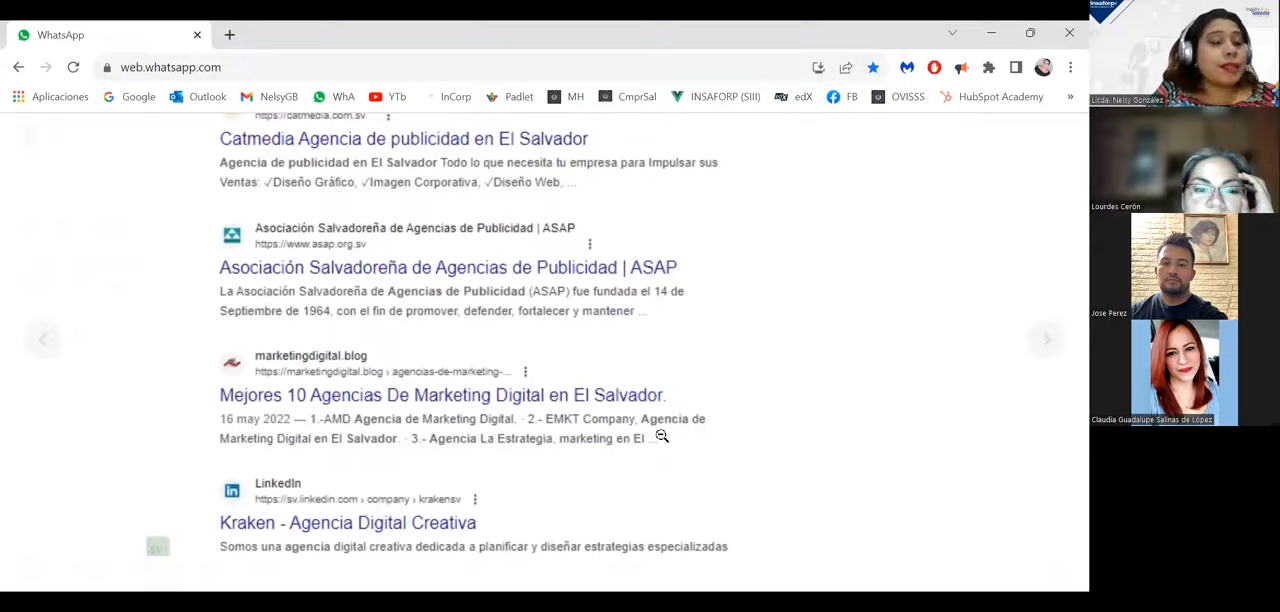 WhatsApp
web.whatsapp.com
Aplicaciones
Google
Outlook
NelsyGB
WhA
YTb
InCorp
Padlet
MH
CmprSal
INSAFORP (SIII)
edX
FB
OVISSS
HubSpot Academy
»
https://catmedia.com.sv
Catmedia Agencia de publicidad en El Salvador
Agencia de publicidad en El Salvador Todo lo que necesita tu empresa para Impulsar sus
Ventas: ✓Diseño Gráfico, ✓Imagen Corporativa, ✓Diseño Web, ...
Asociación Salvadoreña de Agencias de Publicidad | ASAP
https://www.asap.org.sv
Asociación Salvadoreña de Agencias de Publicidad | ASAP
La Asociación Salvadoreña de Agencias de Publicidad (ASAP) fue fundada el 14 de
Septiembre de 1964, con el fin de promover, defender, fortalecer y mantener ...
marketingdigital.blog
https://marketingdigital.blog › agencias-de-marketing-...
Mejores 10 Agencias De Marketing Digital en El Salvador.
16 may 2022 — 1.-AMD Agencia de Marketing Digital. · 2.- EMKT Company, Agencia de
Marketing Digital en El Salvador. · 3.- Agencia La Estrategia, marketing en El ...
LinkedIn
https://sv.linkedin.com › company › krakensv
Kraken - Agencia Digital Creativa
Somos una agencia digital creativa dedicada a planificar y diseñar estrategias especializadas
Insaforp
Licda. Nelsy González
Lourdes Cerón
Jose Perez
Claudia Guadalupe Salinas de López